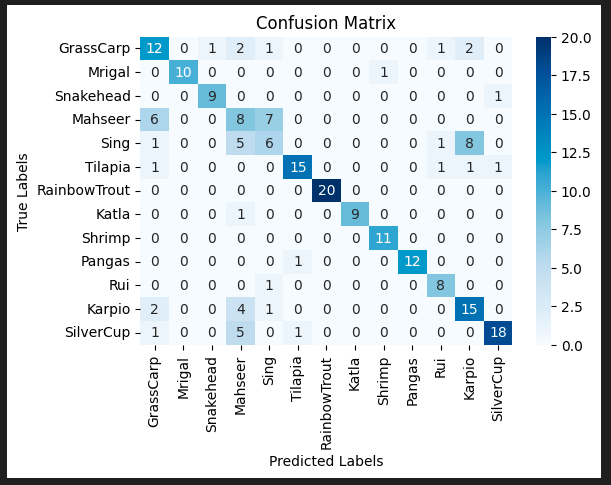 Confusion Matrix
GrassCarp 12 0 1 2 1 0 0 0 0 0 1 2 0
Mrigal 0 10 0 0 0 0 0 0 1 0 0 0 0
Snakehead 0 0 9 0 0 0 0 0 0 0 0 0 1
Mahseer 6 0 0 8 7 0 0 0 0 0 0 0 0
Sing 1 0 0 5 6 0 0 0 0 0 1 8 0
Tilapia 1 0 0 0 0 15 0 0 0 0 1 1 1
RainbowTrout 0 0 0 0 0 0 20 0 0 0 0 0 0
Katla 0 0 0 1 0 0 0 9 0 0 0 0 0
Shrimp 0 0 0 0 0 0 0 0 11 0 0 0 0
Pangas 0 0 0 0 0 1 0 0 0 12 0 0 0
Rui 0 0 0 0 1 0 0 0 0 0 8 0 0
Karpio 2 0 0 4 1 0 0 0 0 0 0 15 0
SilverCup 1 0 0 5 0 1 0 0 0 0 0 0 18
True Labels
GrassCarp
Mrigal
Snakehead
Mahseer
Sing
Tilapia
RainbowTrout
Katla
Shrimp
Pangas
Rui
Karpio
SilverCup
Predicted Labels
20.0
17.5
15.0
12.5
10.0
7.5
5.0
2.5
0.0